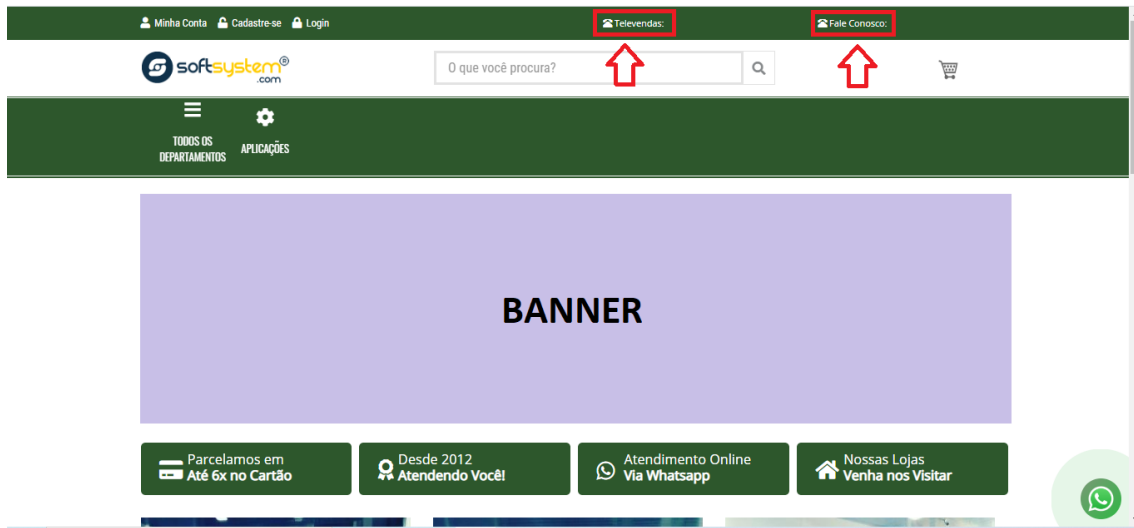 Minha Conta Cadastre-se Login Televendas: Fale Conosco:
softsystem®
.com
O que você procura?
TODOS OS
DEPARTAMENTOS
APLICAÇÕES
BANNER
Parcelamos em
Até 6x no Cartão
Desde 2012
Atendendo Você!
Atendimento Online
Via Whatsapp
Nossas Lojas
Venha nos Visitar